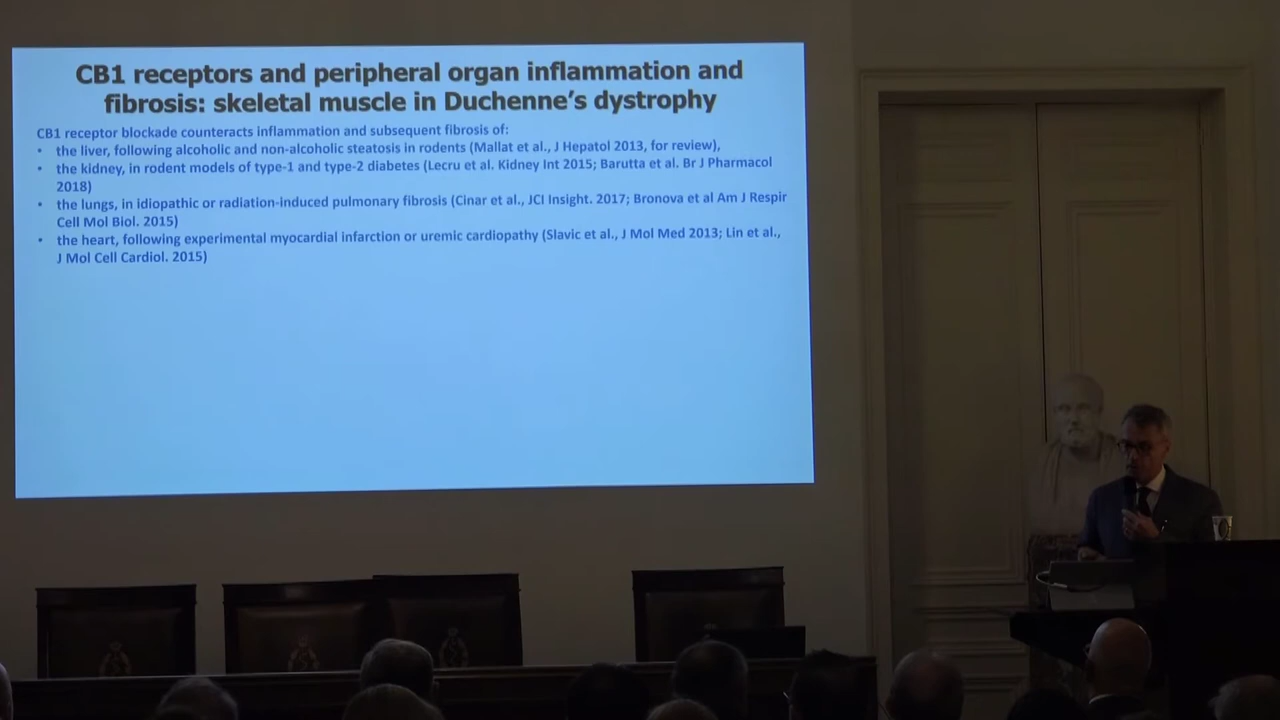 CB1 receptors and peripheral organ inflammation and
fibrosis: skeletal muscle in Duchenne's dystrophy
CB1 receptor blockade counteracts inflammation and subsequent fibrosis of:
• the liver, following alcoholic and non-alcoholic steatosis in rodents (Mallat et al., J Hepatol 2013, for review),
• the kidney, in rodent models of type-1 and type-2 diabetes (Lecru et al. Kidney Int 2015; Barutta et al. Br J Pharmacol
2018)
• the lungs, in idiopathic or radiation-induced pulmonary fibrosis (Cinar et al., JCI Insight. 2017; Bronova et al Am J Respir
Cell Mol Biol. 2015)
• the heart, following experimental myocardial infarction or uremic cardiopathy (Slavic et al., J Mol Med 2013; Lin et al.,
J Mol Cell Cardiol. 2015)